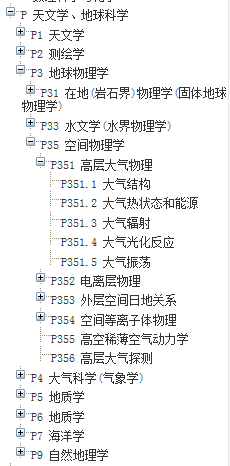 P 天文学、地球科学
P1 天文学
P2 测绘学
P3 地球物理学
P31 在地(岩石界)物理学(固体地球
物理学)
P33 水文学(水界物理学)
P35 空间物理学
P351 高层大气物理
P351.1 大气结构
P351.2 大气热状态和能源
P351.3 大气辐射
P351.4 大气光化反应
P351.5 大气振荡
P352 电离层物理
P353 外层空间日地关系
P354 空间等离子体物理
P355 高空稀薄空气动力学
P356 高层大气探测
P4 大气科学(气象学)
P5 地质学
P6 地质学
P7 海洋学
P9 自然地理学